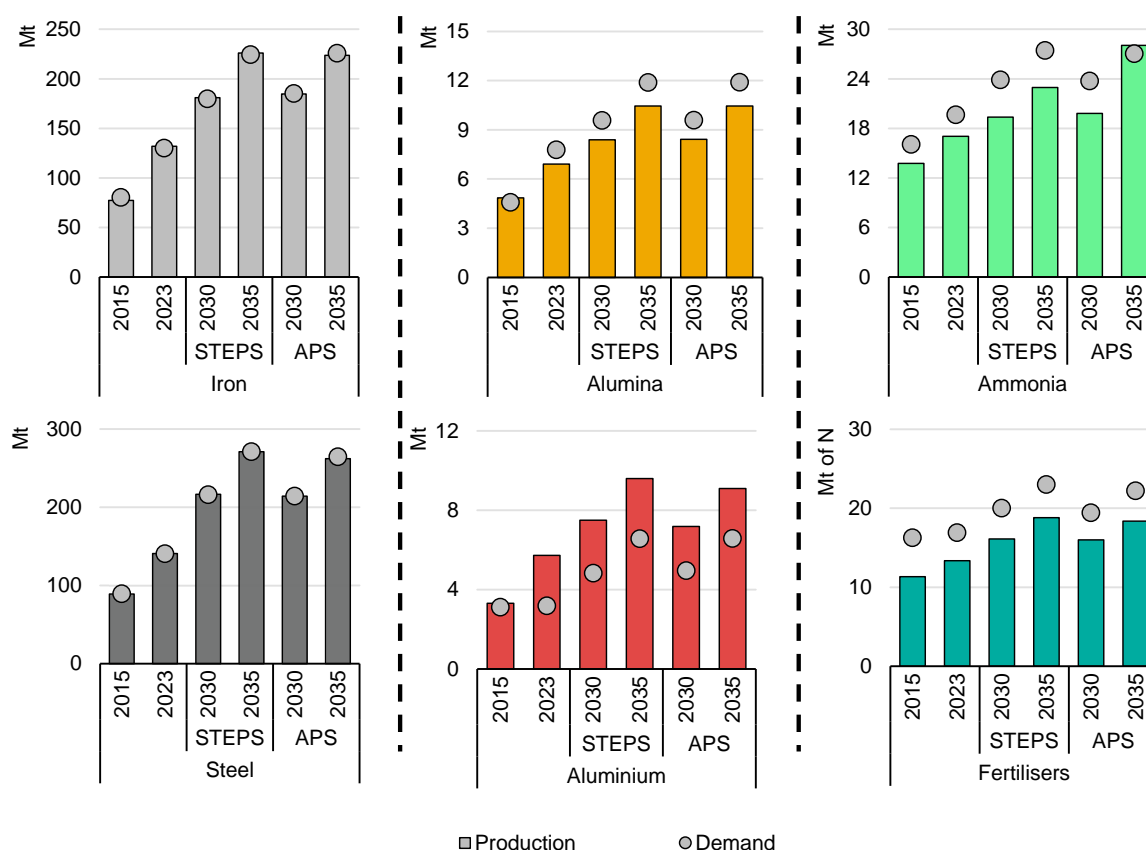 Mt
250
200
150
100
50
0
2015
2023
2030
2035
2030
2035
STEPS
APS
Iron
Mt
15
12
9
6
3
0
2015
2023
2030
2035
2030
2035
STEPS
APS
Alumina
Mt
30
24
18
12
6
0
2015
2023
2030
2035
2030
2035
STEPS
APS
Ammonia
Mt
300
200
100
0
2015
2023
2030
2035
2030
2035
STEPS
APS
Steel
Mt
12
8
4
0
2015
2023
2030
2035
2030
2035
STEPS
APS
Aluminium
Mt of N
30
20
10
0
2015
2023
2030
2035
2030
2035
STEPS
APS
Fertilisers
Production
Demand